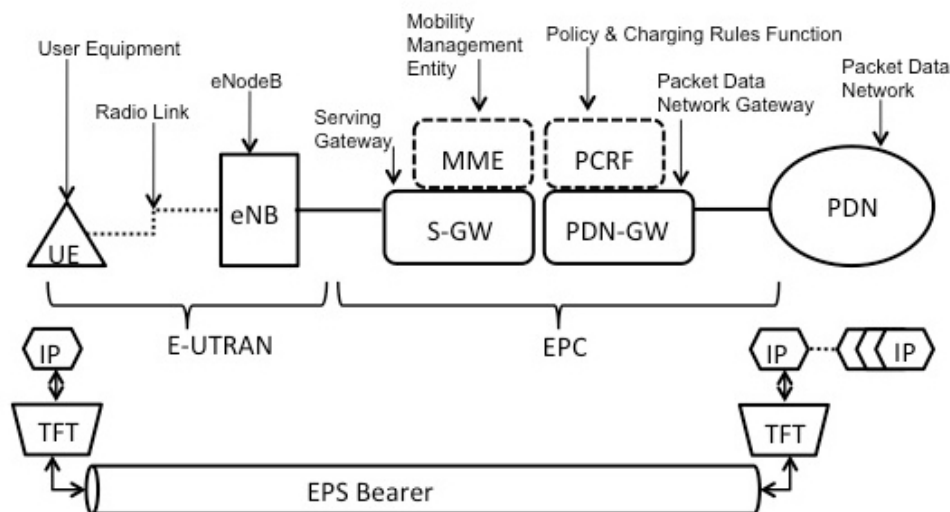 User Equipment
Radio Link
eNodeB
Serving
Gateway
Mobility
Management
Entity
Policy & Charging Rules Function
Packet Data
Network Gateway
Packet Data
Network
UE
eNB
MME
PCRF
S-GW
PDN-GW
PDN
E-UTRAN
EPC
IP
IP
IP
TFT
TFT
EPS Bearer